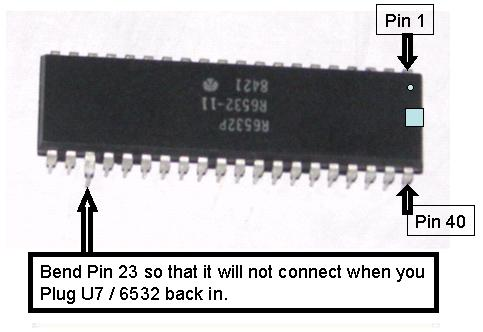 Pin 1
8421
R6532-11
R6532P
Pin 40
Bend Pin 23 so that it will not connect when you
Plug U7 / 6532 back in.